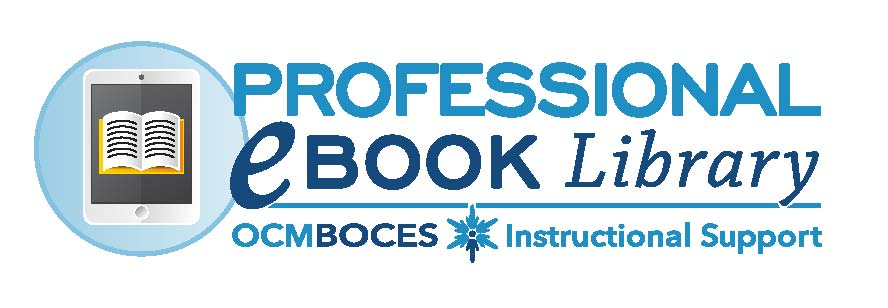 PROFESSIONAL
eBOOK Library
OCMBOCES Instructional Support